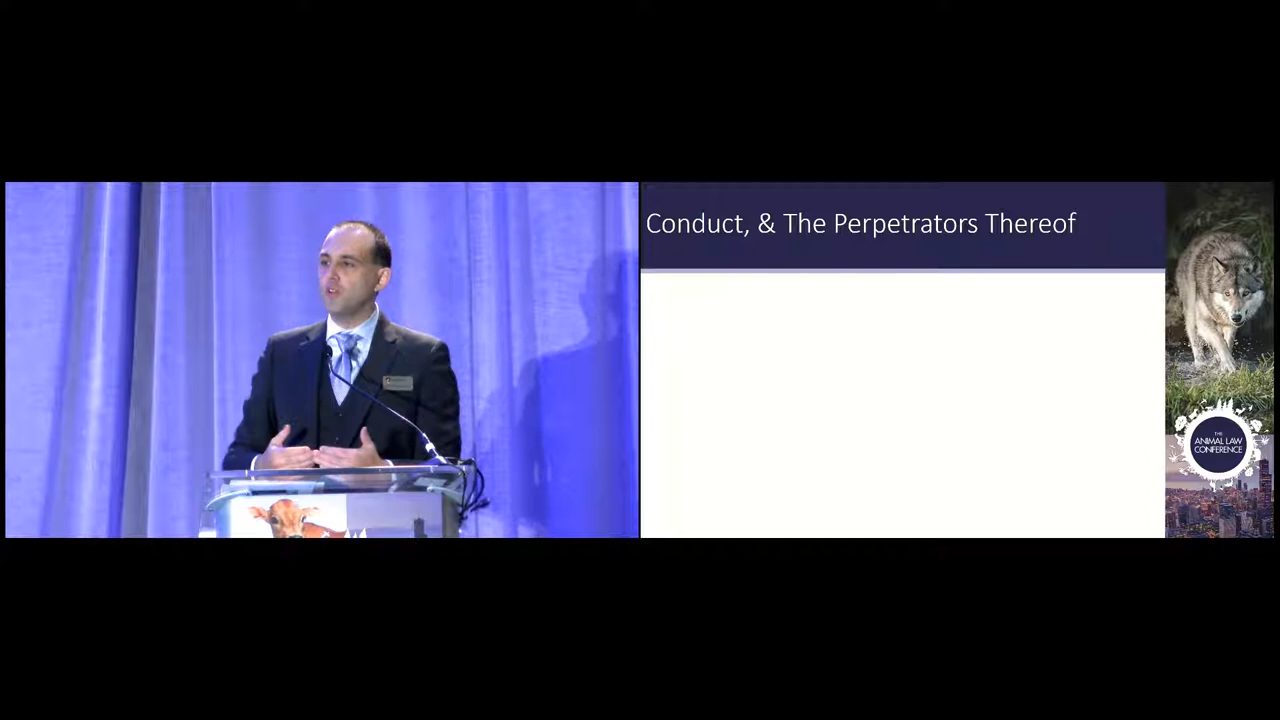 Conduct, & The Perpetrators Thereof
THE
ANIMAL LAW
CONFERENCE